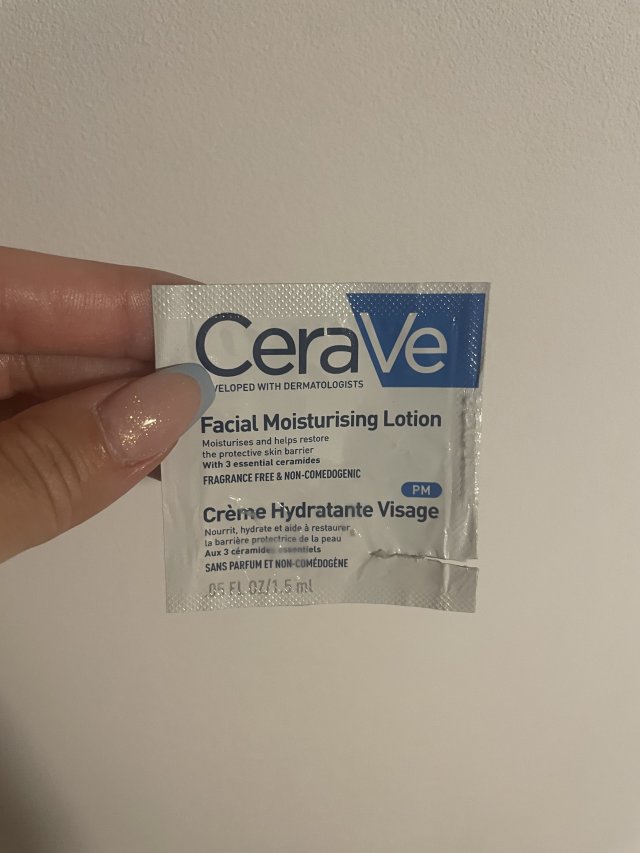 CeraVe
VELOPED WITH DERMATOLOGISTS
Facial Moisturising Lotion
Moisturises and helps restore
the protective skin barrier
With 3 essential ceramides
FRAGRANCE FREE & NON-COMEDOGENIC
PM
Crème Hydratante Visage
Nourrit, hydrate et aide à restaurer
la barrière protectrice de la peau
Aux 3 céramides essentiels
SANS PARFUM ET NON-COMÉDOGÈNE
.05 FL OZ/1.5 ml